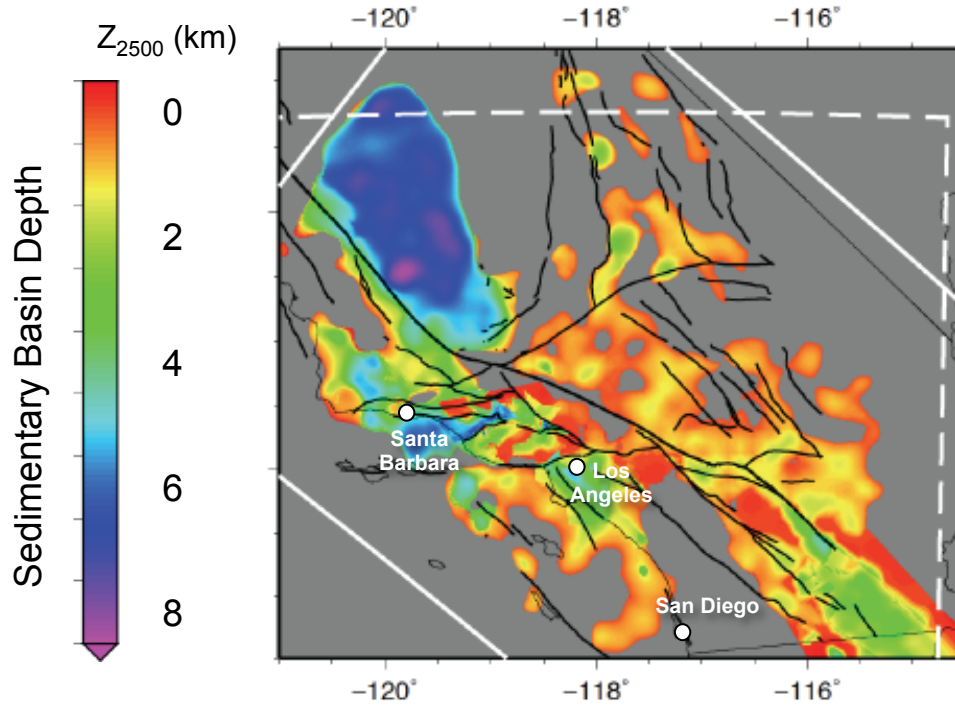 −120° −118° −116°
Z2500 (km)
0
2
4
6
8
Sedimentary Basin Depth
Santa
Barbara
Los
Angeles
San Diego
−120° −118° −116°